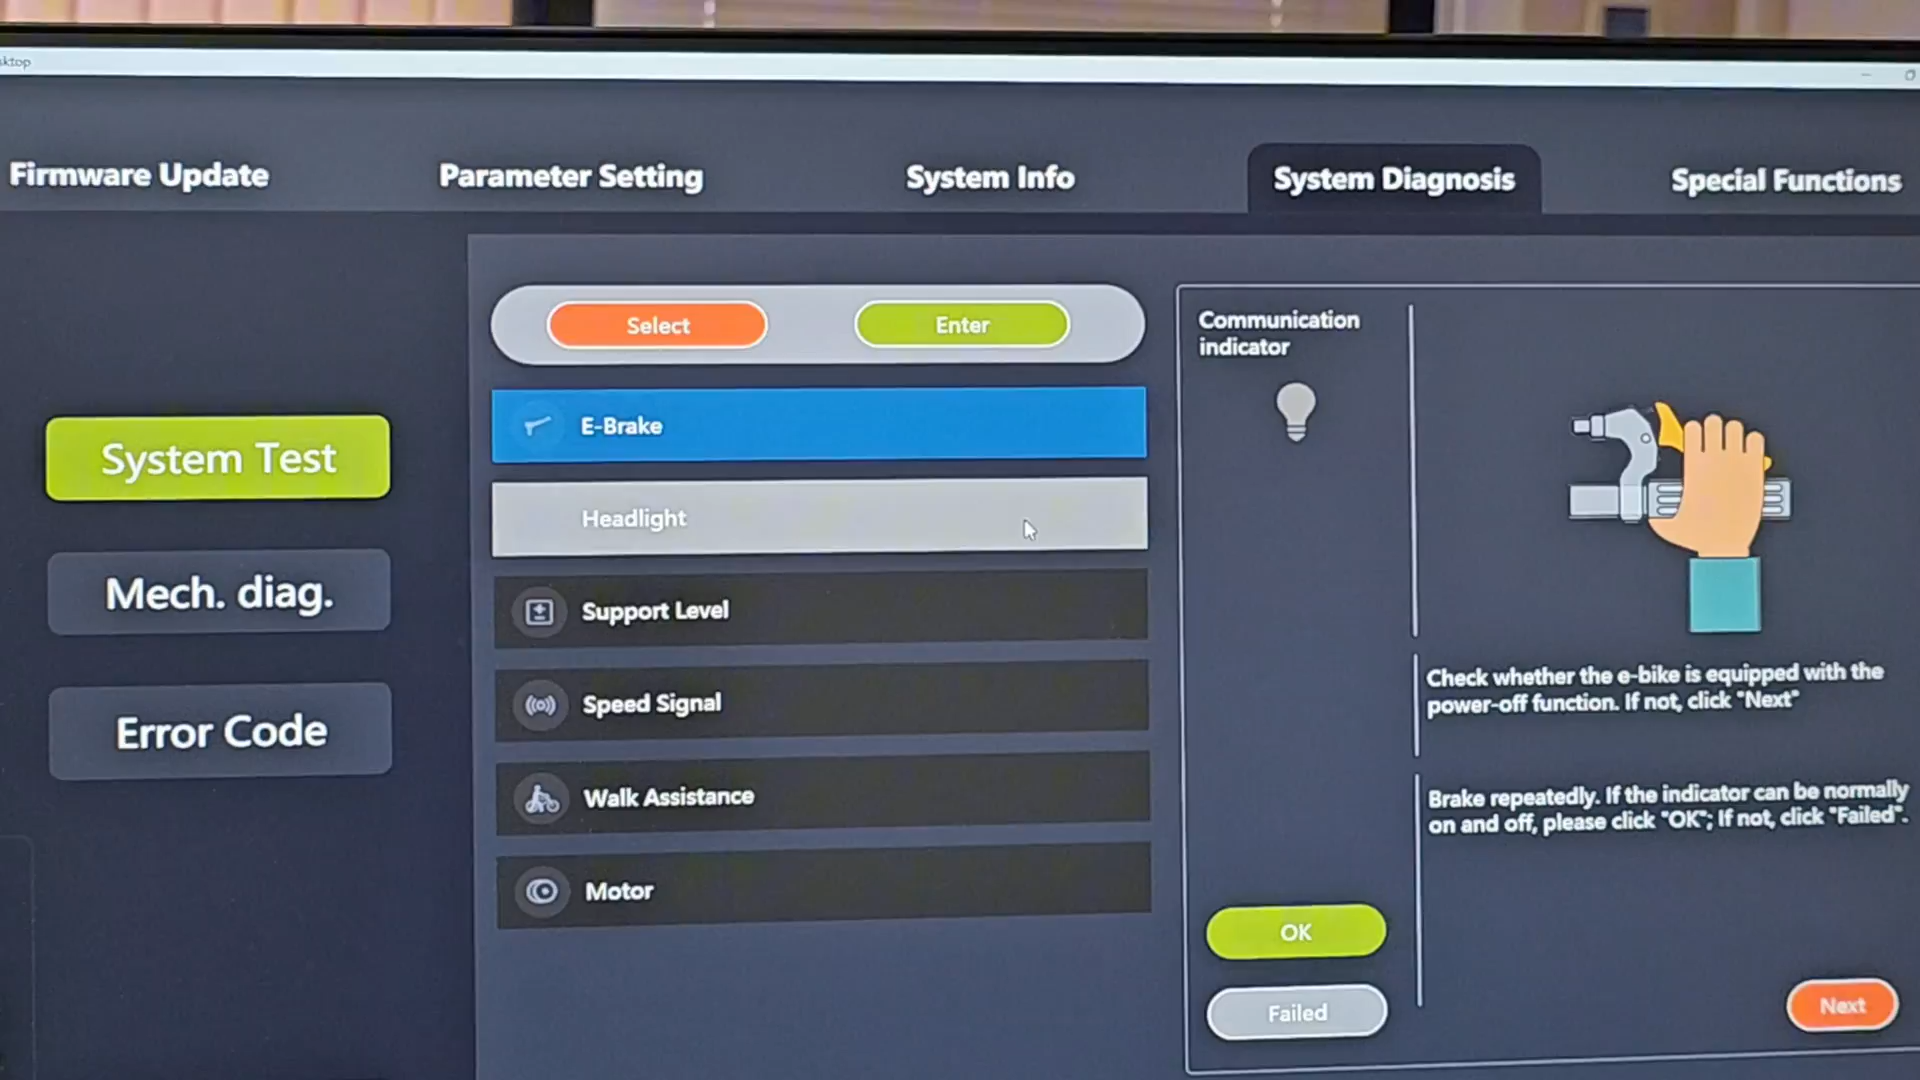 sktop
Firmware Update
Parameter Setting
System Info
System Diagnosis
Special Functions
Select
Enter
System Test
Mech. diag.
Error Code
E-Brake
Headlight
Support Level
Speed Signal
Walk Assistance
Motor
Communication
indicator
Check whether the e-bike is equipped with the
power-off function. If not, click "Next"
Brake repeatedly. If the indicator can be normally
on and off, please click "OK"; If not, click "Failed".
OK
Failed
Next